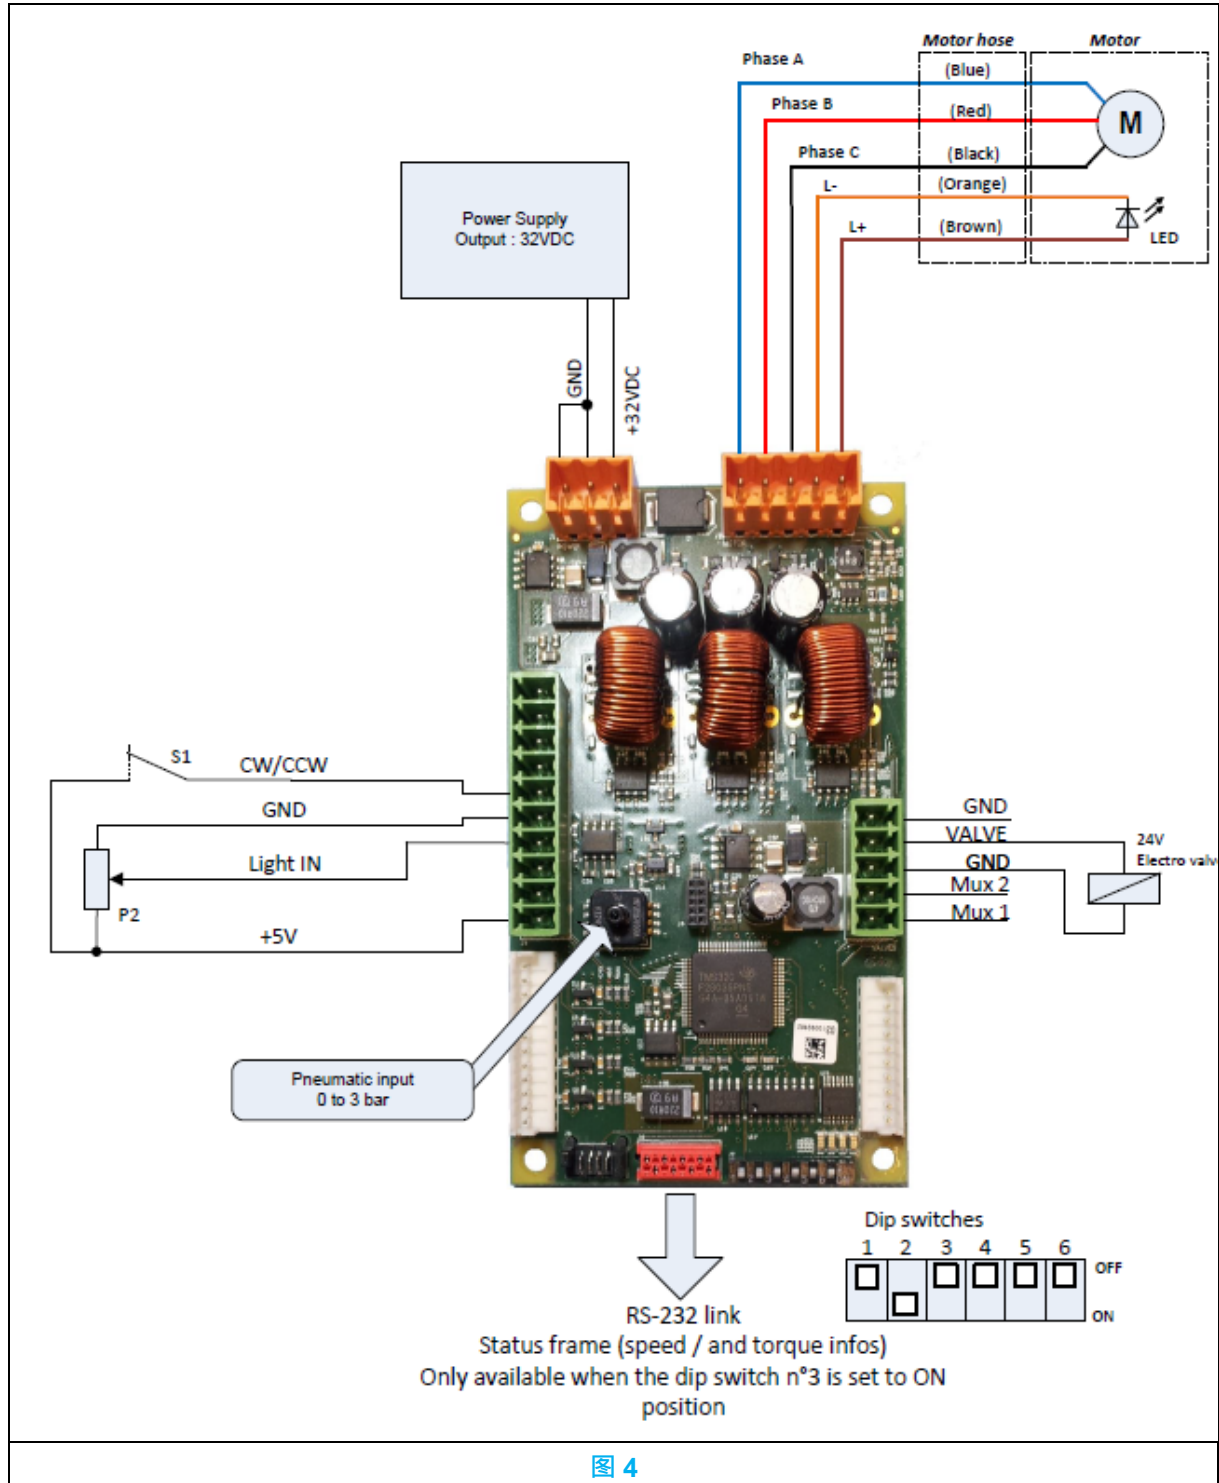 Motor hose
Motor
Phase A
(Blue)
Phase B
(Red)
M
Phase C
(Black)
L-
(Orange)
L+
(Brown)
LED
Power Supply
Output : 32VDC
GND
+32VDC
S1
CW/CCW
GND
Light IN
P2
+5V
GND
VALVE
GND
Mux 2
Mux 1
24V
Electro valv
Pneumatic input
0 to 3 bar
Dip switches
1 2 3 4 5 6
OFF
ON
RS-232 link
Status frame (speed / and torque infos)
Only available when the dip switch n°3 is set to ON
position
图 4